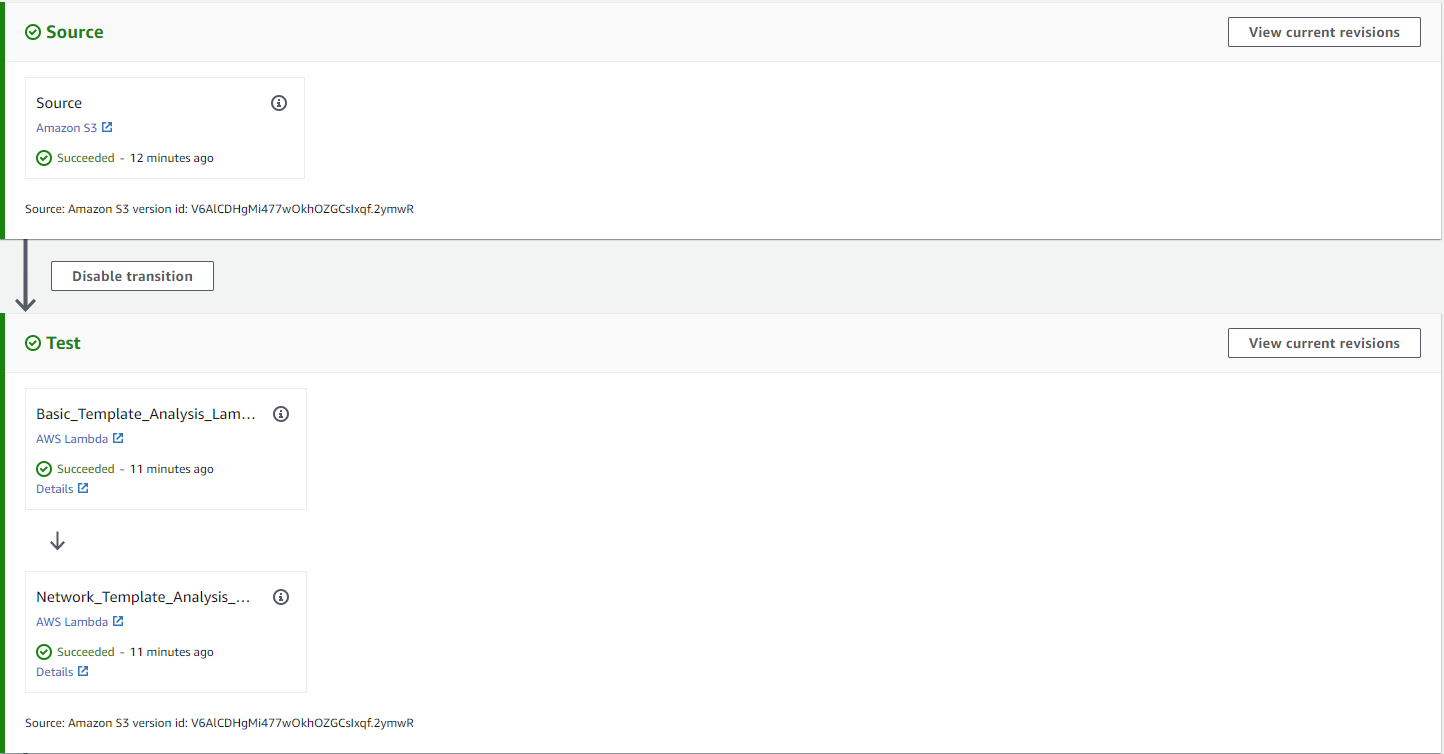 Source
View current revisions
Source
Amazon S3
Succeeded - 12 minutes ago
Source: Amazon S3 version id: V6AlCDHgMi477wOkhOZGCsIxqf.2ymwR
Disable transition
Test
View current revisions
Basic_Template_Analysis_Lam...
AWS Lambda
Succeeded - 11 minutes ago
Details
Network_Template_Analysis_...
AWS Lambda
Succeeded - 11 minutes ago
Details
Source: Amazon S3 version id: V6AlCDHgMi477wOkhOZGCsIxqf.2ymwR